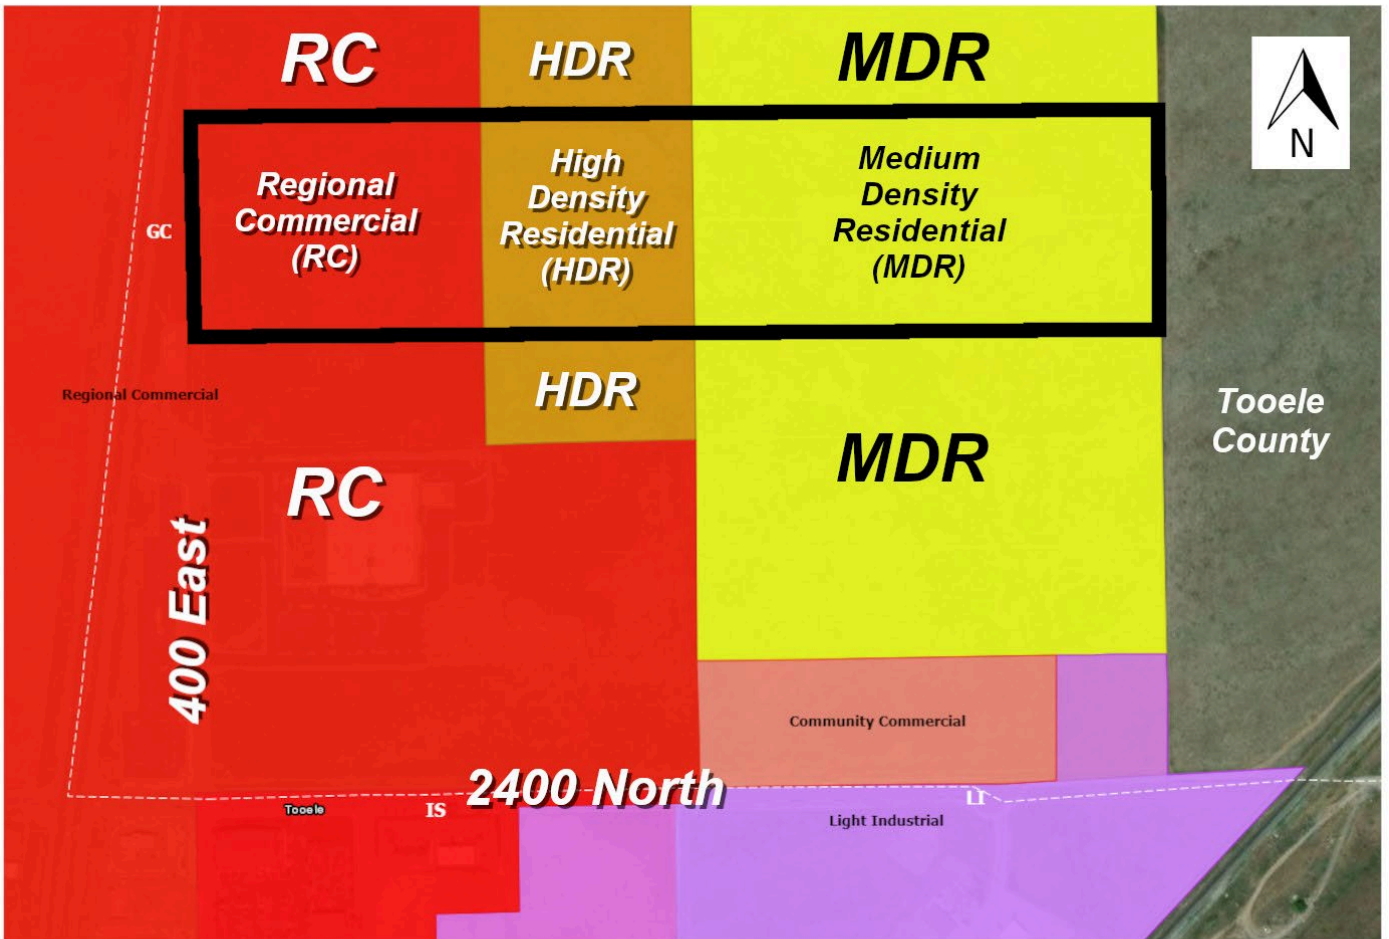 RC
HDR
MDR
N
Regional
Commercial
(RC)
High
Density
Residential
(HDR)
Medium
Density
Residential
(MDR)
GC
Regional Commercial
HDR
Tooele
County
RC
MDR
400 East
Community Commercial
2400 North
Tooele
IS
LI
Light Industrial